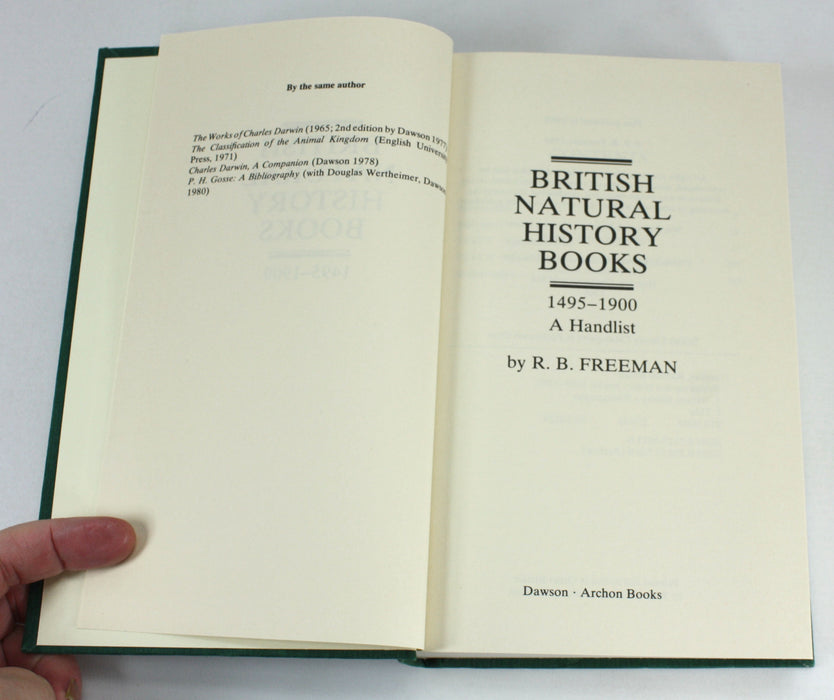 By the same author
The Works of Charles Darwin (1965; 2nd edition by Dawson 1977)
The Classification of the Animal Kingdom (English
Press, 1971)
Charles Darwin, A Companion (Dawson 1978)
P. H. Gosse: A Bibliography (with Douglas Wertheimer,
1980)
BRITISH
NATURAL
HISTORY
BOOKS
1495–1900
A Handlist
by R. B. FREEMAN
Dawson · Archon Books